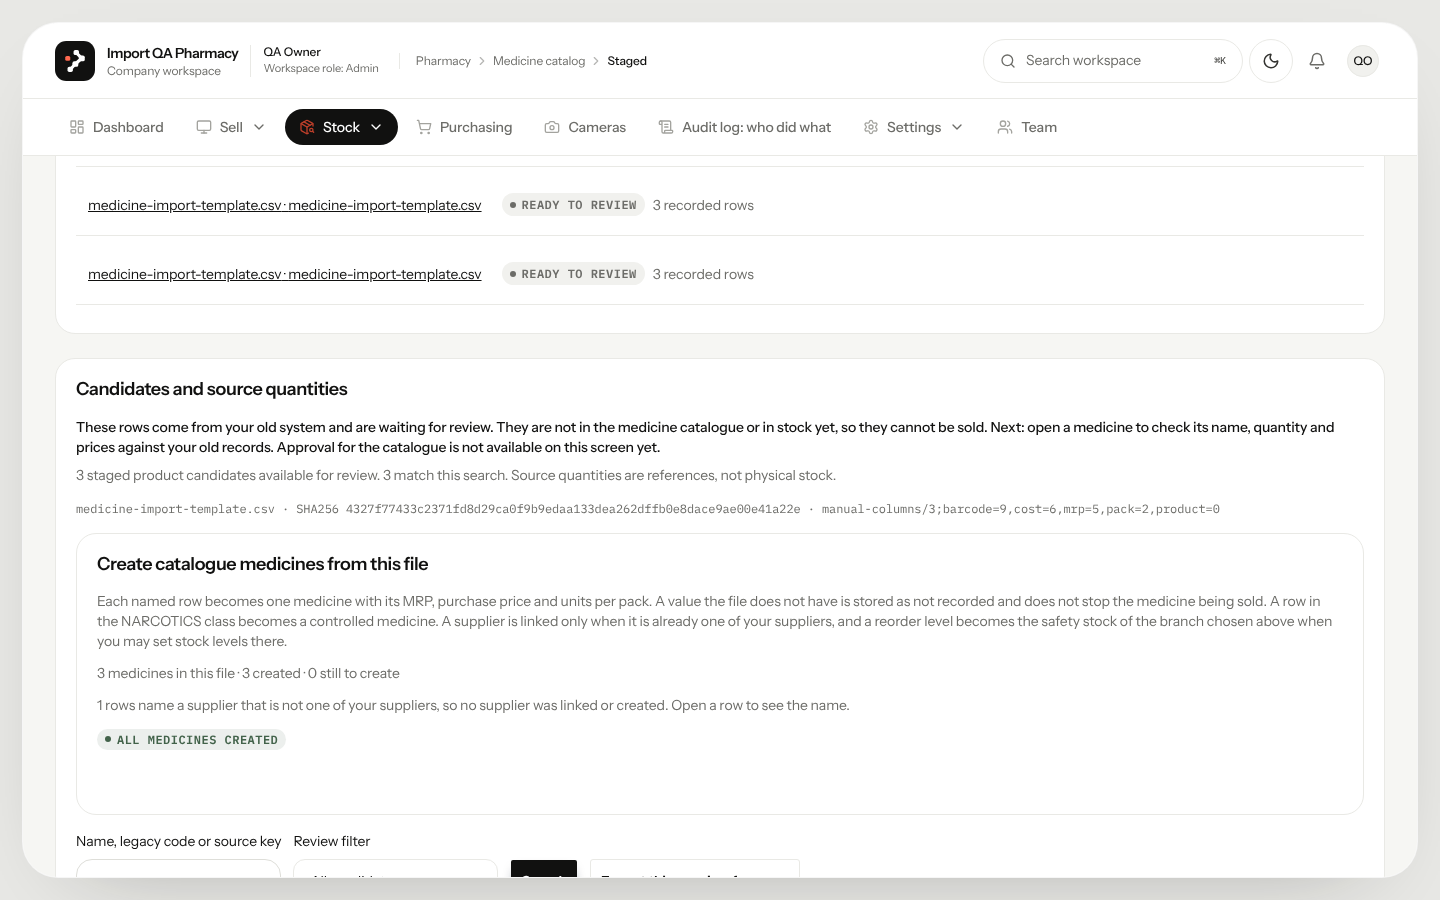 Import QA Pharmacy
Company workspace
QA Owner
Workspace role: Admin
Pharmacy > Medicine catalog > Staged
Search workspace ⌘K
QO
Dashboard
Sell
Stock
Purchasing
Cameras
Audit log: who did what
Settings
Team
medicine-import-template.csv · medicine-import-template.csv READY TO REVIEW 3 recorded rows
medicine-import-template.csv · medicine-import-template.csv READY TO REVIEW 3 recorded rows
Candidates and source quantities
These rows come from your old system and are waiting for review. They are not in the medicine catalogue or in stock yet, so they cannot be sold. Next: open a medicine to check its name, quantity and
prices against your old records. Approval for the catalogue is not available on this screen yet.
3 staged product candidates available for review. 3 match this search. Source quantities are references, not physical stock.
medicine-import-template.csv · SHA256 4327f77433c2371fd8d29ca0f9b9edaa133dea262dffb0e8dace9ae00e41a22e · manual-columns/3;barcode=9,cost=6,mrp=5,pack=2,product=0
Create catalogue medicines from this file
Each named row becomes one medicine with its MRP, purchase price and units per pack. A value the file does not have is stored as not recorded and does not stop the medicine being sold. A row in
the NARCOTICS class becomes a controlled medicine. A supplier is linked only when it is already one of your suppliers, and a reorder level becomes the safety stock of the branch chosen above when
you may set stock levels there.
3 medicines in this file · 3 created · 0 still to create
1 rows name a supplier that is not one of your suppliers, so no supplier was linked or created. Open a row to see the name.
ALL MEDICINES CREATED
Name, legacy code or source key
Review filter